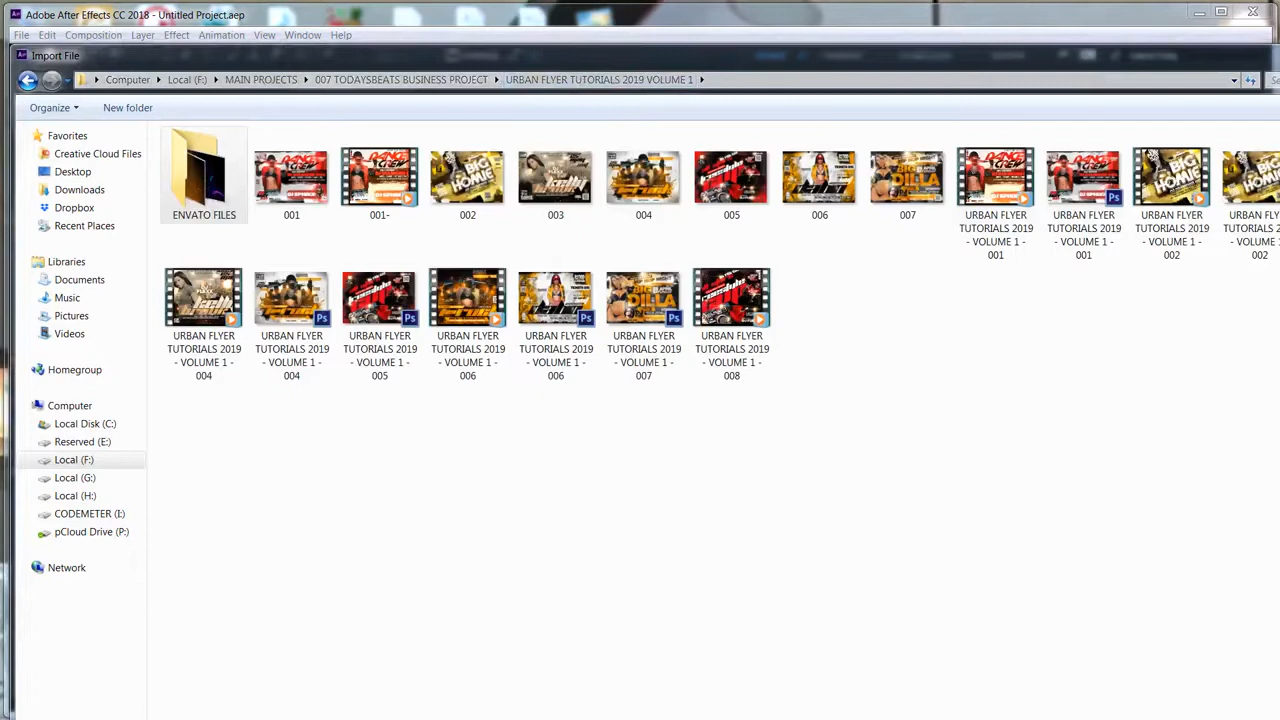 Adobe After Effects CC 2018 - Untitled Project.aep
File Edit Composition Layer Effect Animation View Window Help
Import File
Computer Local (F:) MAIN PROJECTS 007 TODAYSBEATS BUSINESS PROJECT URBAN FLYER TUTORIALS 2019 VOLUME 1
Organize New folder
Favorites
Creative Cloud Files
Desktop
Downloads
Dropbox
Recent Places
Libraries
Documents
Music
Pictures
Videos
Homegroup
Computer
Local Disk (C:)
Reserved (E:)
Local (F:)
Local (G:)
Local (H:)
CODEMETER (I:)
pCloud Drive (P:)
Network
ENVATO FILES
001
001-
002
003
004
005
006
007
URBAN FLYER
TUTORIALS 2019
- VOLUME 1 -
001
URBAN FLYER
TUTORIALS 2019
- VOLUME 1 -
001
URBAN FLYER
TUTORIALS 2019
- VOLUME 1 -
002
URBAN FL
TUTORIALS
- VOLUME
002
URBAN FLYER
TUTORIALS 2019
- VOLUME 1 -
004
URBAN FLYER
TUTORIALS 2019
- VOLUME 1 -
004
URBAN FLYER
TUTORIALS 2019
- VOLUME 1 -
005
URBAN FLYER
TUTORIALS 2019
- VOLUME 1 -
006
URBAN FLYER
TUTORIALS 2019
- VOLUME 1 -
006
URBAN FLYER
TUTORIALS 2019
- VOLUME 1 -
007
URBAN FLYER
TUTORIALS 2019
- VOLUME 1 -
008